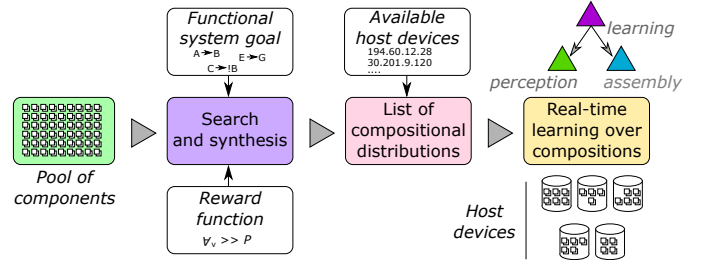 Functional
system goal
A→B
E→G
C→!B
Available
host devices
194.60.12.28
30.201.9.120
....
learning
perception
assembly
Pool of
components
Search
and synthesis
List of
compositional
distributions
Real-time
learning over
compositions
Reward
function
∀v >> P
Host
devices